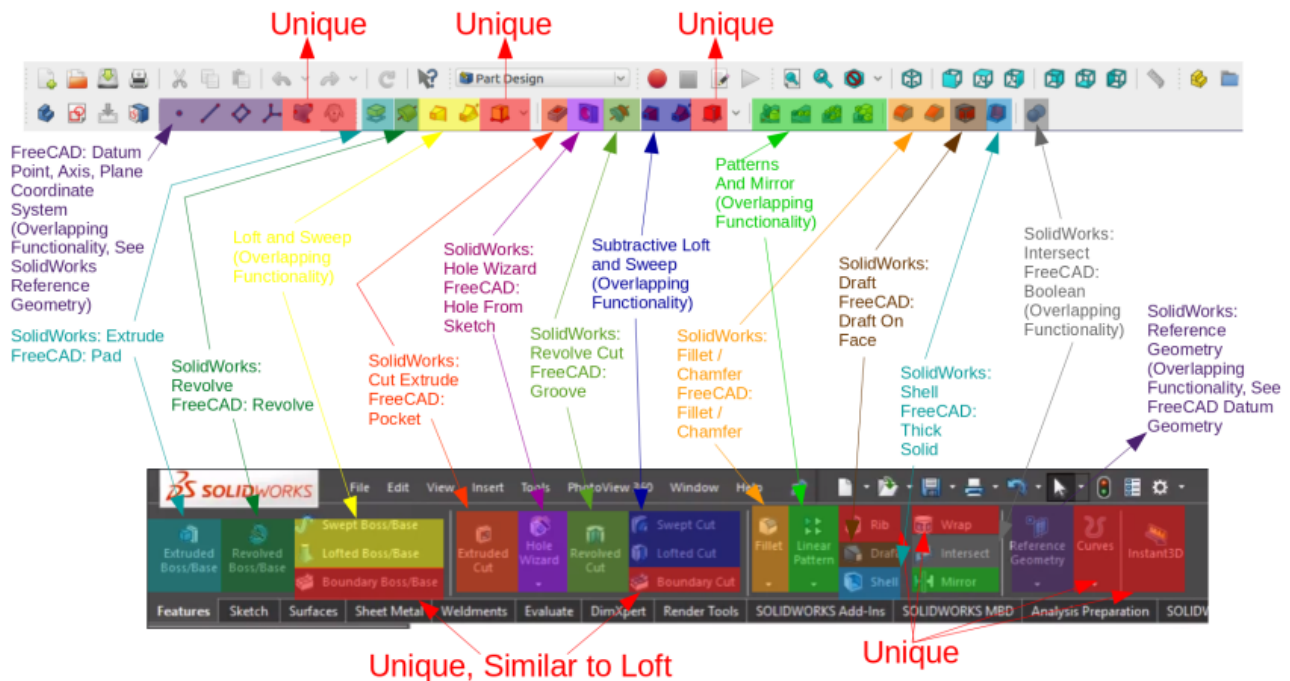 Unique
Unique
Unique
Part Design
FreeCAD: Datum
Point, Axis, Plane
Coordinate
System
(Overlapping
Functionality, See
SolidWorks
Reference
Geometry)
SolidWorks: Extrude
FreeCAD: Pad
SolidWorks:
Revolve
FreeCAD: Revolve
Loft and Sweep
(Overlapping
Functionality)
SolidWorks:
Cut Extrude
FreeCAD:
Pocket
SolidWorks:
Hole Wizard
FreeCAD:
Hole From
Sketch
SolidWorks:
Revolve Cut
FreeCAD:
Groove
Subtractive Loft
and Sweep
(Overlapping
Functionality)
SolidWorks:
Fillet /
Chamfer
FreeCAD:
Fillet /
Chamfer
Patterns
And Mirror
(Overlapping
Functionality)
SolidWorks:
Draft
FreeCAD:
Draft On
Face
SolidWorks:
Shell
FreeCAD:
Thick
Solid
SolidWorks:
Intersect
FreeCAD:
Boolean
(Overlapping
Functionality)
SolidWorks:
Reference
Geometry
(Overlapping
Functionality, See
FreeCAD Datum
Geometry
SOLIDWORKS File Edit View Insert Tools PhotoView 360 Window Help
Extruded
Boss/Base
Revolved
Boss/Base
Swept Boss/Base
Lofted Boss/Base
Boundary Boss/Base
Extruded
Cut
Hole
Wizard
Revolved
Cut
Swept Cut
Lofted Cut
Boundary Cut
Fillet
Linear
Pattern
Rib
Draft
Shell
Wrap
Intersect
Mirror
Reference
Geometry
Curves
Instant3D
Features Sketch Surfaces Sheet Metal Weldments Evaluate DimXpert Render Tools SOLIDWORKS Add-Ins SOLIDWORKS MBD Analysis Preparation SOLIDW
Unique, Similar to Loft
Unique